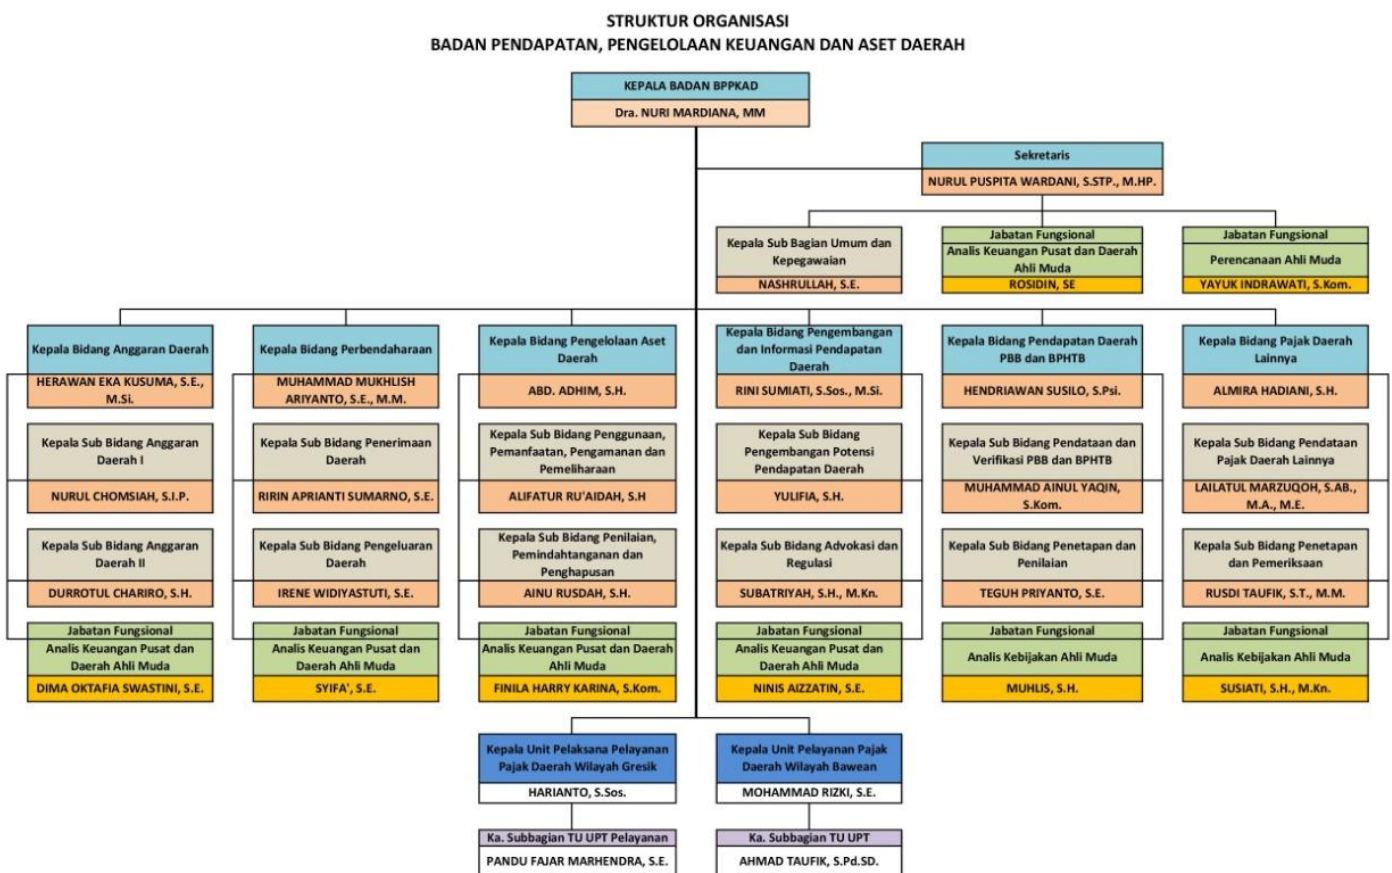 STRUKTUR ORGANISASI
BADAN PENDAPATAN, PENGELOLAAN KEUANGAN DAN ASET DAERAH
KEPALA BADAN BPPKAD
Dra. NURI MARDIANA, MM
Sekretaris
NURUL PUSPITA WARDANI, S.STP., M.HP.
Kepala Sub Bagian Umum dan
Kepegawaian
NASHRULLAH, S.E.
Jabatan Fungsional
Analis Keuangan Pusat dan Daerah
Ahli Muda
ROSIDIN, SE
Jabatan Fungsional
Perencanaan Ahli Muda
YAYUK INDRAWATI, S.Kom.
Kepala Bidang Anggaran Daerah
HERAWAN EKA KUSUMA, S.E.,
M.Si.
Kepala Sub Bidang Anggaran
Daerah I
NURUL CHOMSIAH, S.I.P.
Kepala Sub Bidang Anggaran
Daerah II
DURROTUL CHARIRO, S.H.
Jabatan Fungsional
Analis Keuangan Pusat dan
Daerah Ahli Muda
DIMA OKTAFIA SWASTINI, S.E.
Kepala Bidang Perbendaharaan
MUHAMMAD MUKHLISH
ARIYANTO, S.E., M.M.
Kepala Sub Bidang Penerimaan
Daerah
RIRIN APRIANTI SUMARNO, S.E.
Kepala Sub Bidang Pengeluaran
Daerah
IRENE WIDIYASTUTI, S.E.
Jabatan Fungsional
Analis Keuangan Pusat dan
Daerah Ahli Muda
SYIFA', S.E.
Kepala Bidang Pengelolaan Aset
Daerah
ABD. ADHIM, S.H.
Kepala Sub Bidang Penggunaan,
Pemanfaatan, Pengamanan dan
Pemeliharaan
ALIFATUR RU'AIDAH, S.H
Kepala Sub Bidang Penilaian,
Pemindahtanganan dan
Penghapusan
AINU RUSDAH, S.H.
Jabatan Fungsional
Analis Keuangan Pusat dan Daerah
Ahli Muda
FINILA HARRY KARINA, S.Kom.
Kepala Bidang Pengembangan
dan Informasi Pendapatan
Daerah
RINI SUMIATI, S.Sos., M.Si.
Kepala Sub Bidang
Pengembangan Potensi
Pendapatan Daerah
YULIFIA, S.H.
Kepala Sub Bidang Advokasi dan
Regulasi
SUBATRIYAH, S.H., M.Kn.
Jabatan Fungsional
Analis Keuangan Pusat dan
Daerah Ahli Muda
NINIS AIZZATIN, S.E.
Kepala Bidang Pendapatan Daerah
PBB dan BPHTB
HENDRIAWAN SUSILO, S.Psi.
Kepala Sub Bidang Pendataan dan
Verifikasi PBB dan BPHTB
MUHAMMAD AINUL YAQIN,
S.Kom.
Kepala Sub Bidang Penetapan dan
Penilaian
TEGUH PRIYANTO, S.E.
Jabatan Fungsional
Analis Kebijakan Ahli Muda
MUHLIS, S.H.
Kepala Bidang Pajak Daerah
Lainnya
ALMIRA HADIANI, S.H.
Kepala Sub Bidang Pendataan
Pajak Daerah Lainnya
LAILATUL MARZUQOH, S.AB.,
M.A., M.E.
Kepala Sub Bidang Penetapan
dan Pemeriksaan
RUSDI TAUFIK, S.T., M.M.
Jabatan Fungsional
Analis Kebijakan Ahli Muda
SUSIATI, S.H., M.Kn.
Kepala Unit Pelaksana Pelayanan
Pajak Daerah Wilayah Gresik
HARIANTO, S.Sos.
Ka. Subbagian TU UPT Pelayanan
PANDU FAJAR MARHENDRA, S.E.
Kepala Unit Pelayanan Pajak
Daerah Wilayah Bawean
MOHAMMAD RIZKI, S.E.
Ka. Subbagian TU UPT
AHMAD TAUFIK, S.Pd.SD.